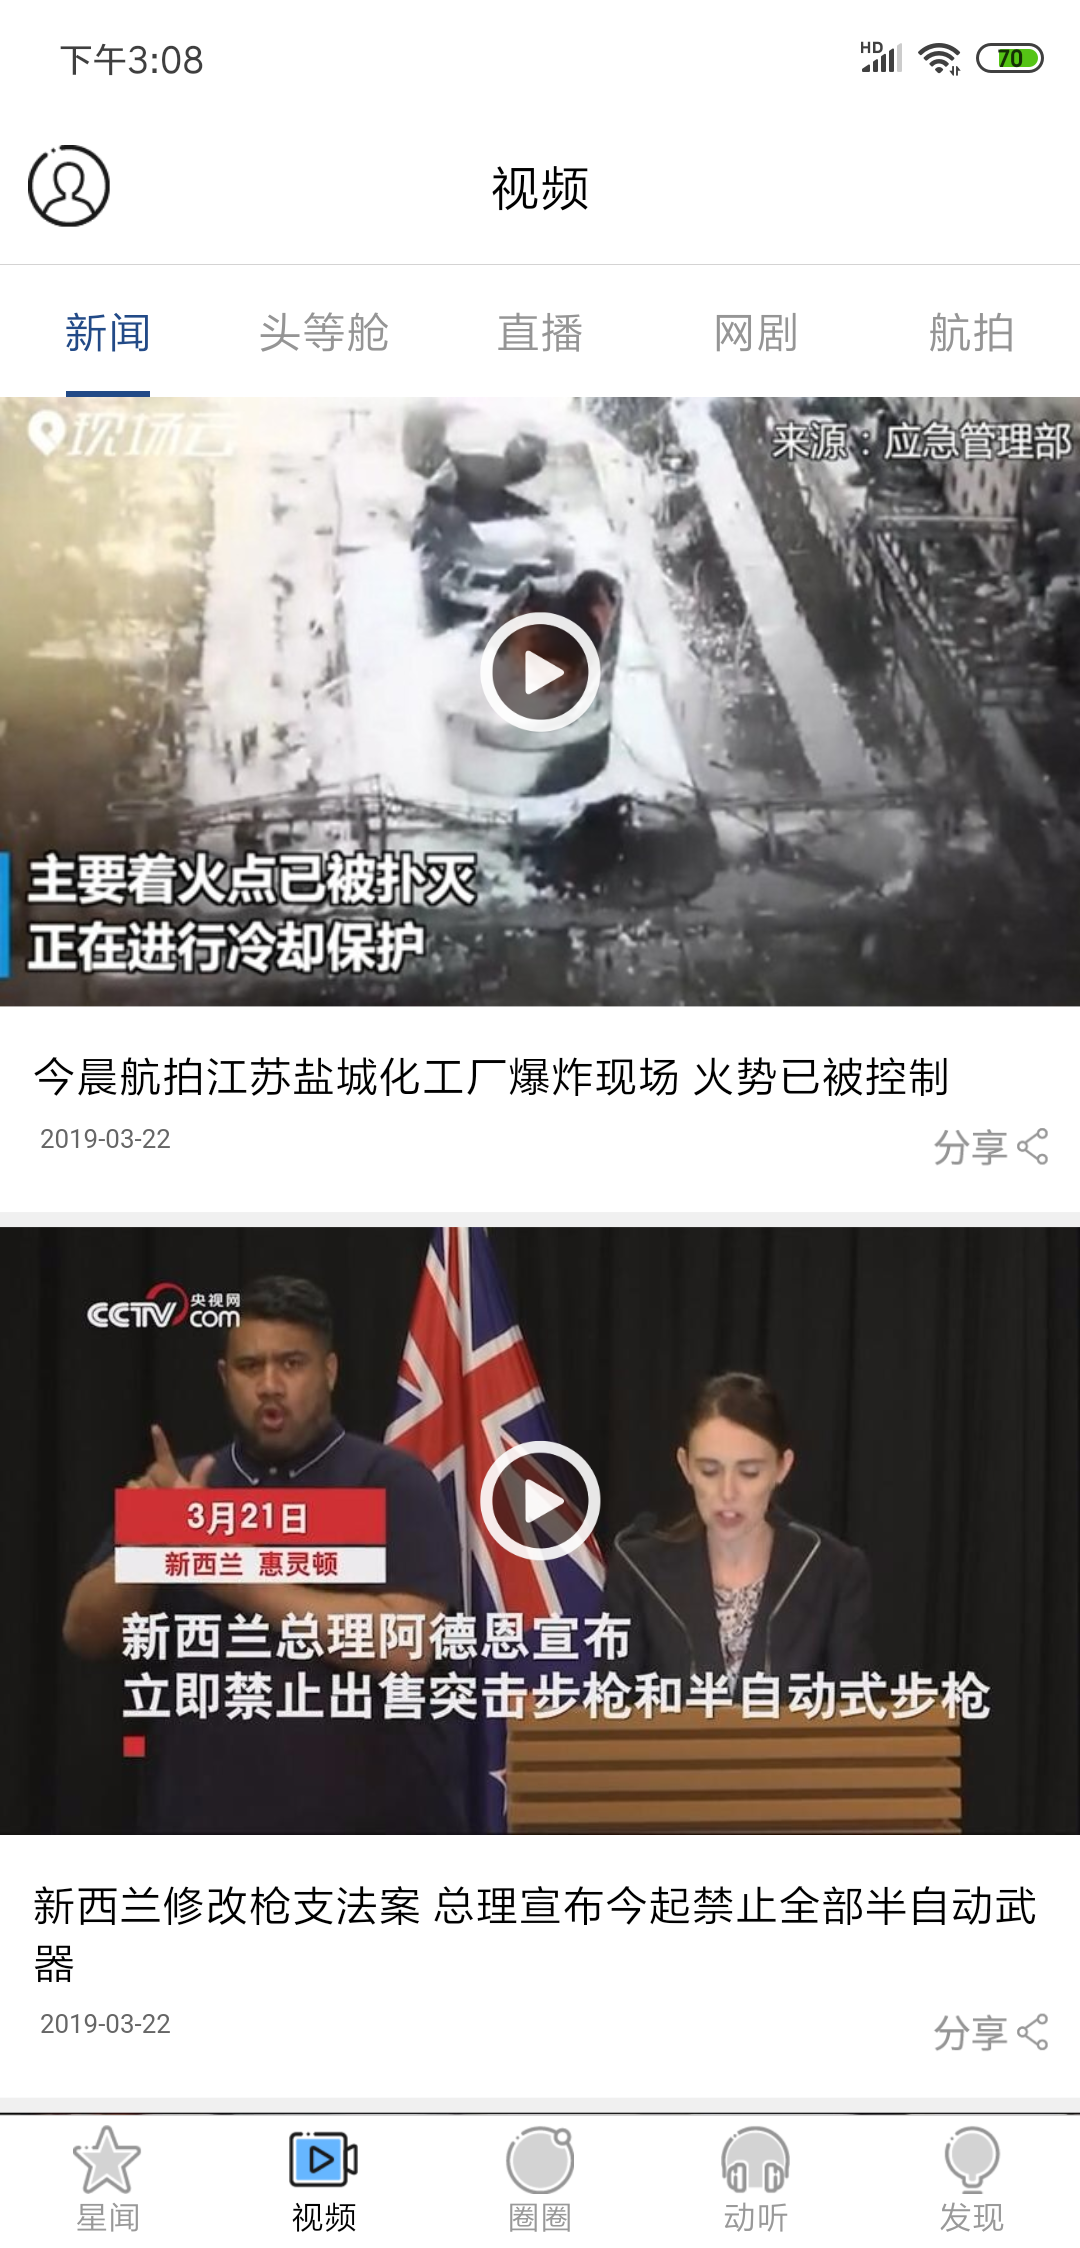 下午3:08
HD
70
视频
新闻 头等舱 直播 网剧 航拍
现场云
来源：应急管理部
主要着火点已被扑灭
正在进行冷却保护
今晨航拍江苏盐城化工厂爆炸现场 火势已被控制
2019-03-22
分享
CCTV央视网
com
3月21日
新西兰 惠灵顿
新西兰总理阿德恩宣布
立即禁止出售突击步枪和半自动式步枪
新西兰修改枪支法案 总理宣布今起禁止全部半自动武
器
2019-03-22
分享
星闻 视频 圈圈 动听 发现